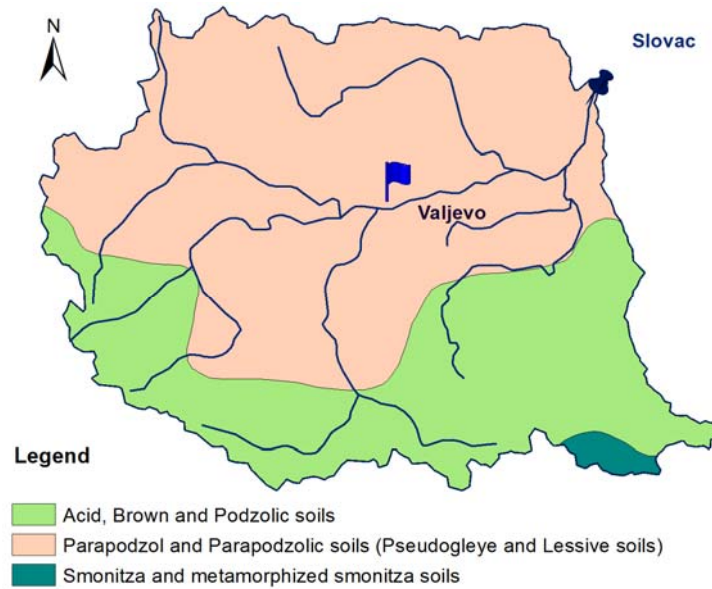 N
Slovac
Valjevo
Legend
Acid, Brown and Podzolic soils
Parapodzol and Parapodzolic soils (Pseudogleye and Lessive soils)
Smonitza and metamorphized smonitza soils